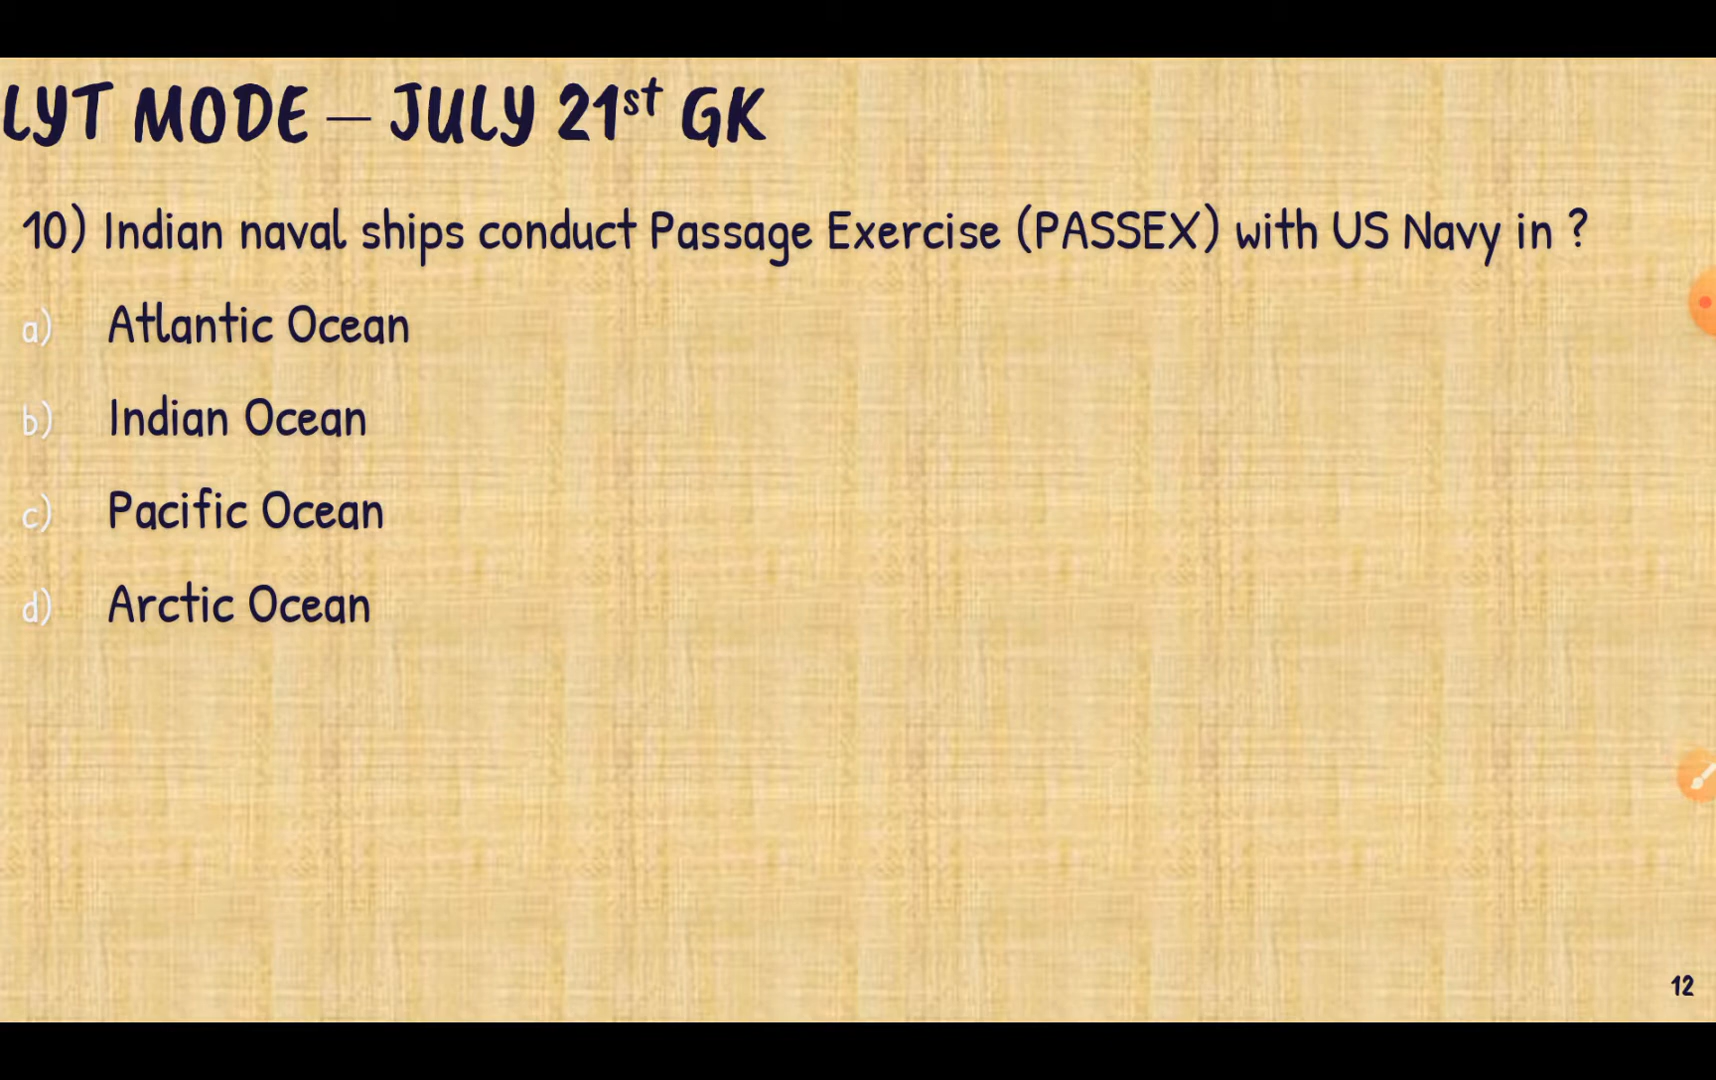 LYT MODE – JULY 21st GK
10) Indian naval ships conduct Passage Exercise (PASSEX) with US Navy in ?
a) Atlantic Ocean
b) Indian Ocean
c) Pacific Ocean
d) Arctic Ocean
12